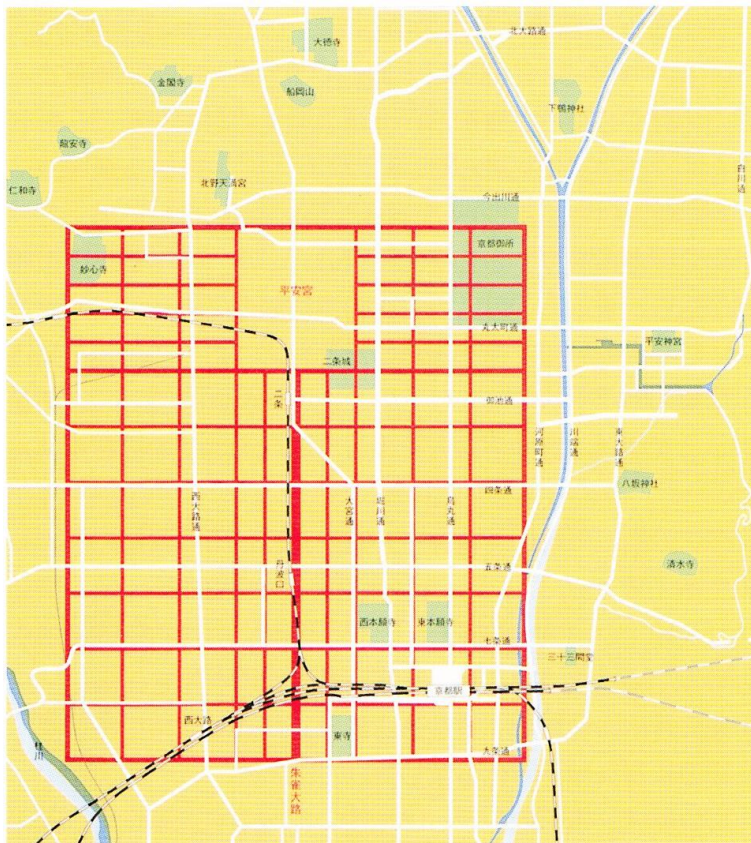 北大路通
大徳寺
金閣寺
船岡山
下鴨神社
龍安寺
白川通
北野天満宮
仁和寺
今出川通
京都御所
妙心寺
平安宮
丸太町通
平安神宮
二条城
二条
御池通
河原町通
川端通
東大路通
八坂神社
四条通
西大路通
大宮通
堀川通
烏丸通
清水寺
五条通
丹波口
西本願寺
東本願寺
七条通
三十三間堂
京都駅
西大路
東寺
九条通
桂川
朱雀大路